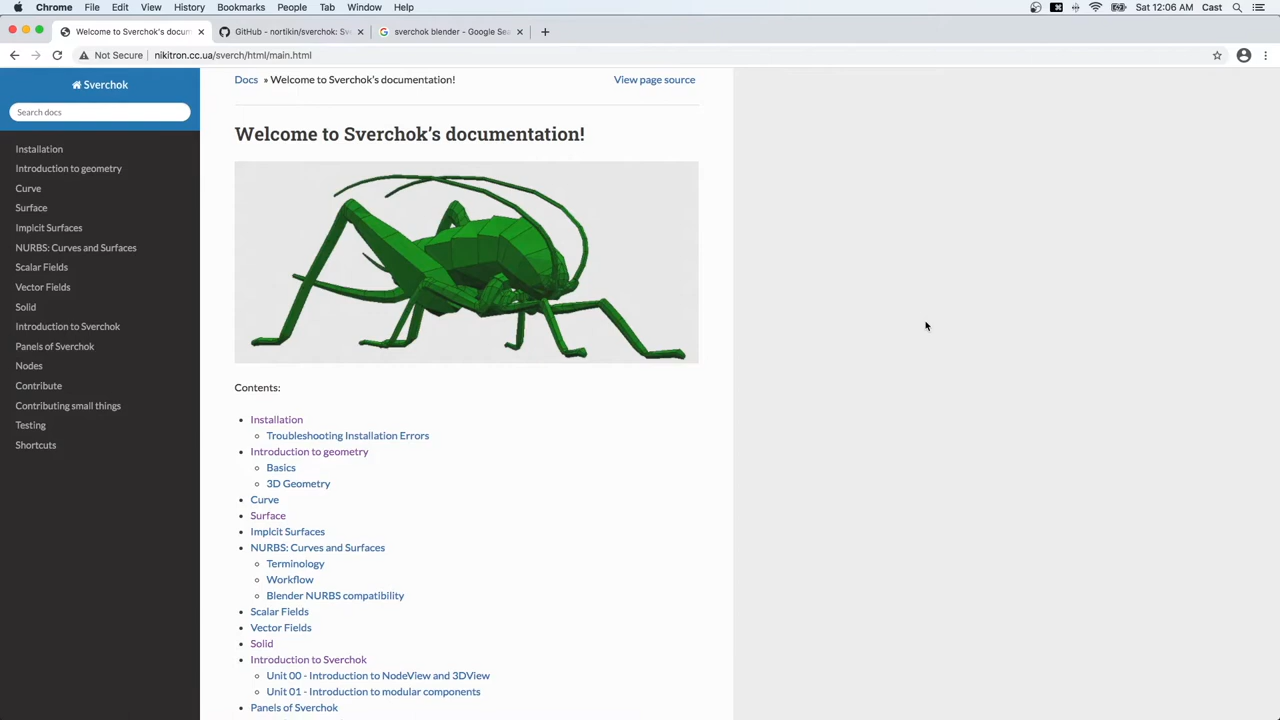 Chrome File Edit View History Bookmarks People Tab Window Help Sat 12:06 AM Cast
Welcome to Sverchok's docum GitHub - nortikin/sverchok: Sv sverchok blender - Google Sea
Not Secure nikitron.cc.ua/sverch/html/main.html
Sverchok
Search docs
Installation
Introduction to geometry
Curve
Surface
Impicit Surfaces
NURBS: Curves and Surfaces
Scalar Fields
Vector Fields
Solid
Introduction to Sverchok
Panels of Sverchok
Nodes
Contribute
Contributing small things
Testing
Shortcuts
Docs » Welcome to Sverchok's documentation! View page source
Welcome to Sverchok's documentation!
Contents:
Installation
Troubleshooting Installation Errors
Introduction to geometry
Basics
3D Geometry
Curve
Surface
Impicit Surfaces
NURBS: Curves and Surfaces
Terminology
Workflow
Blender NURBS compatibility
Scalar Fields
Vector Fields
Solid
Introduction to Sverchok
Unit 00 - Introduction to NodeView and 3DView
Unit 01 - Introduction to modular components
Panels of Sverchok